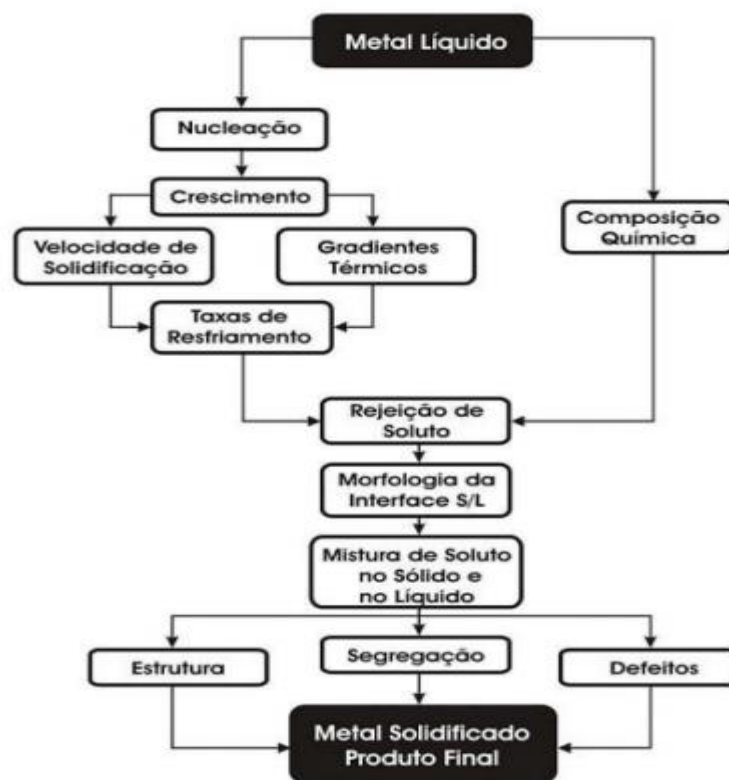 Metal Líquido
Nucleação
Crescimento
Velocidade de
Solidificação
Gradientes
Térmicos
Composição
Química
Taxas de
Resfriamento
Rejeição de
Soluto
Morfologia da
Interface S/L
Mistura de Soluto
no Sólido e
no Líquido
Estrutura
Segregação
Defeitos
Metal Solidificado
Produto Final